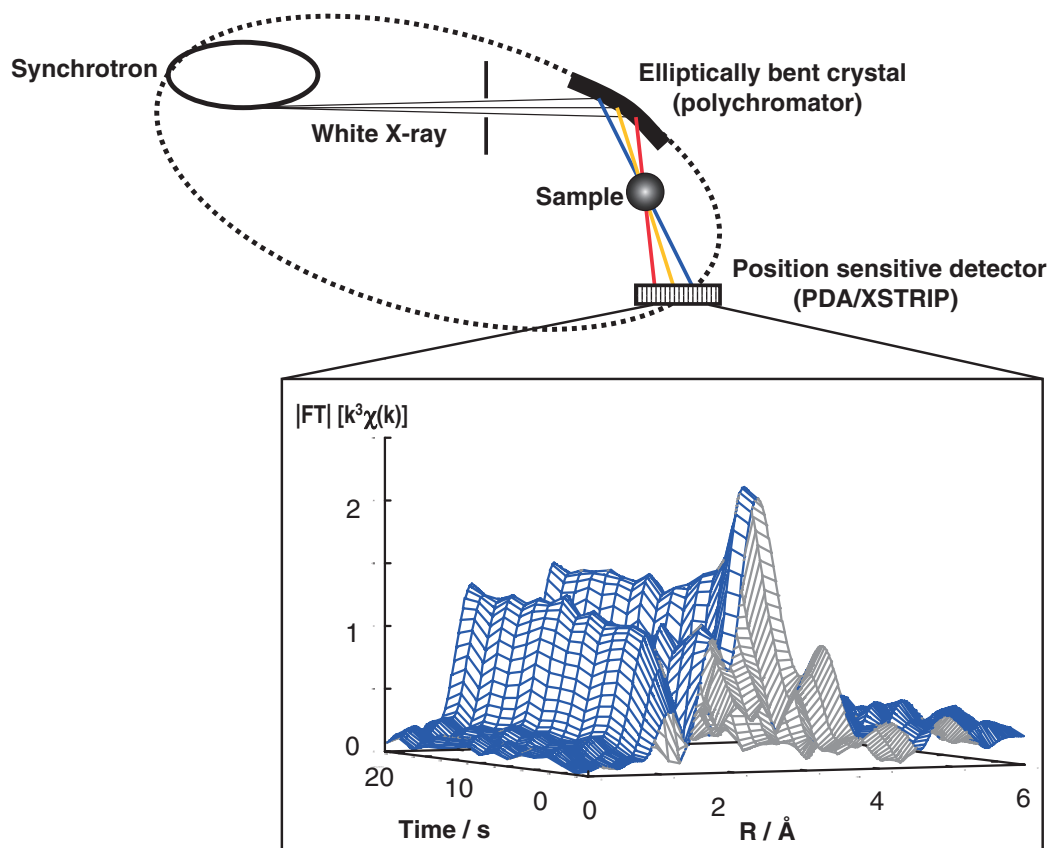 Synchrotron
Elliptically bent crystal
(polychromator)
White X-ray
Sample
Position sensitive detector
(PDA/XSTRIP)
|FT| [k³χ(k)]
2
1
0
20
10
0
0
2
4
6
Time / s
R / Å